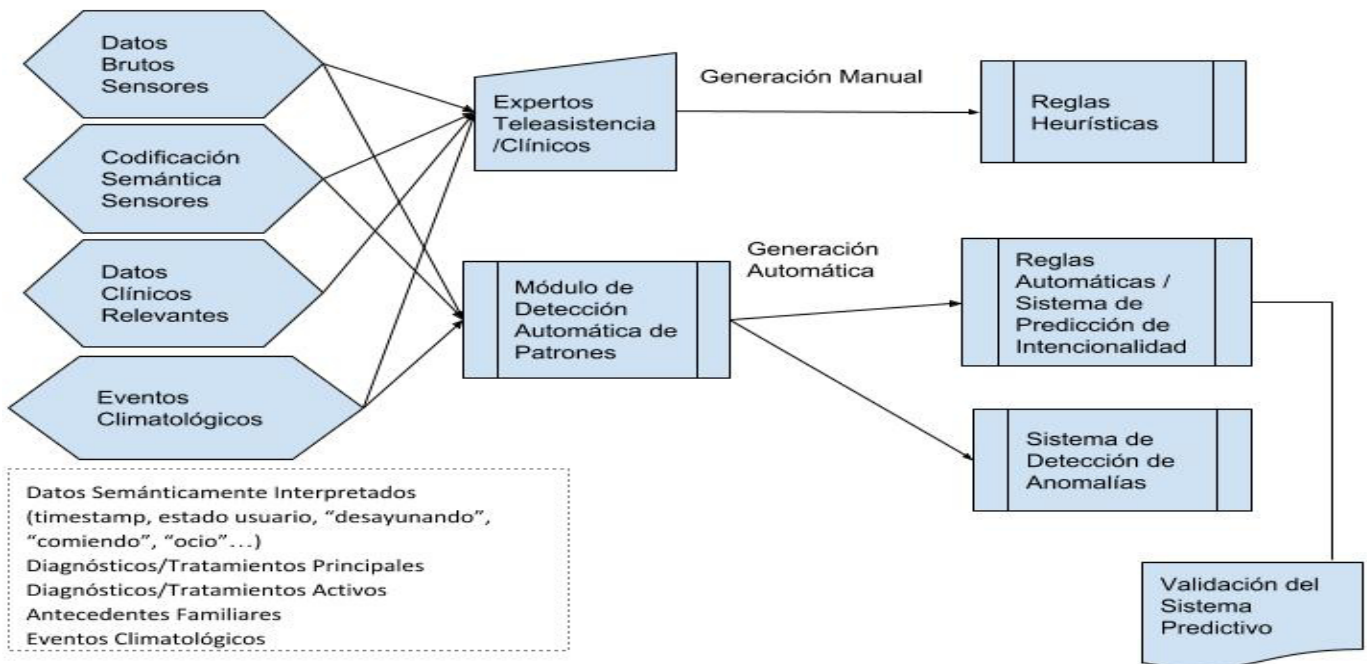 Datos
Brutos
Sensores
Codificación
Semántica
Sensores
Datos
Clínicos
Relevantes
Eventos
Climatológicos
Expertos
Teleasistencia
/Clínicos
Generación Manual
Reglas
Heurísticas
Módulo de
Detección
Automática de
Patrones
Generación
Automática
Reglas
Automáticas /
Sistema de
Predicción de
Intencionalidad
Sistema de
Detección de
Anomalías
Validación del
Sistema
Predictivo
Datos Semánticamente Interpretados
(timestamp, estado usuario, “desayunando”,
“comiendo”, “ocio”…)
Diagnósticos/Tratamientos Principales
Diagnósticos/Tratamientos Activos
Antecedentes Familiares
Eventos Climatológicos